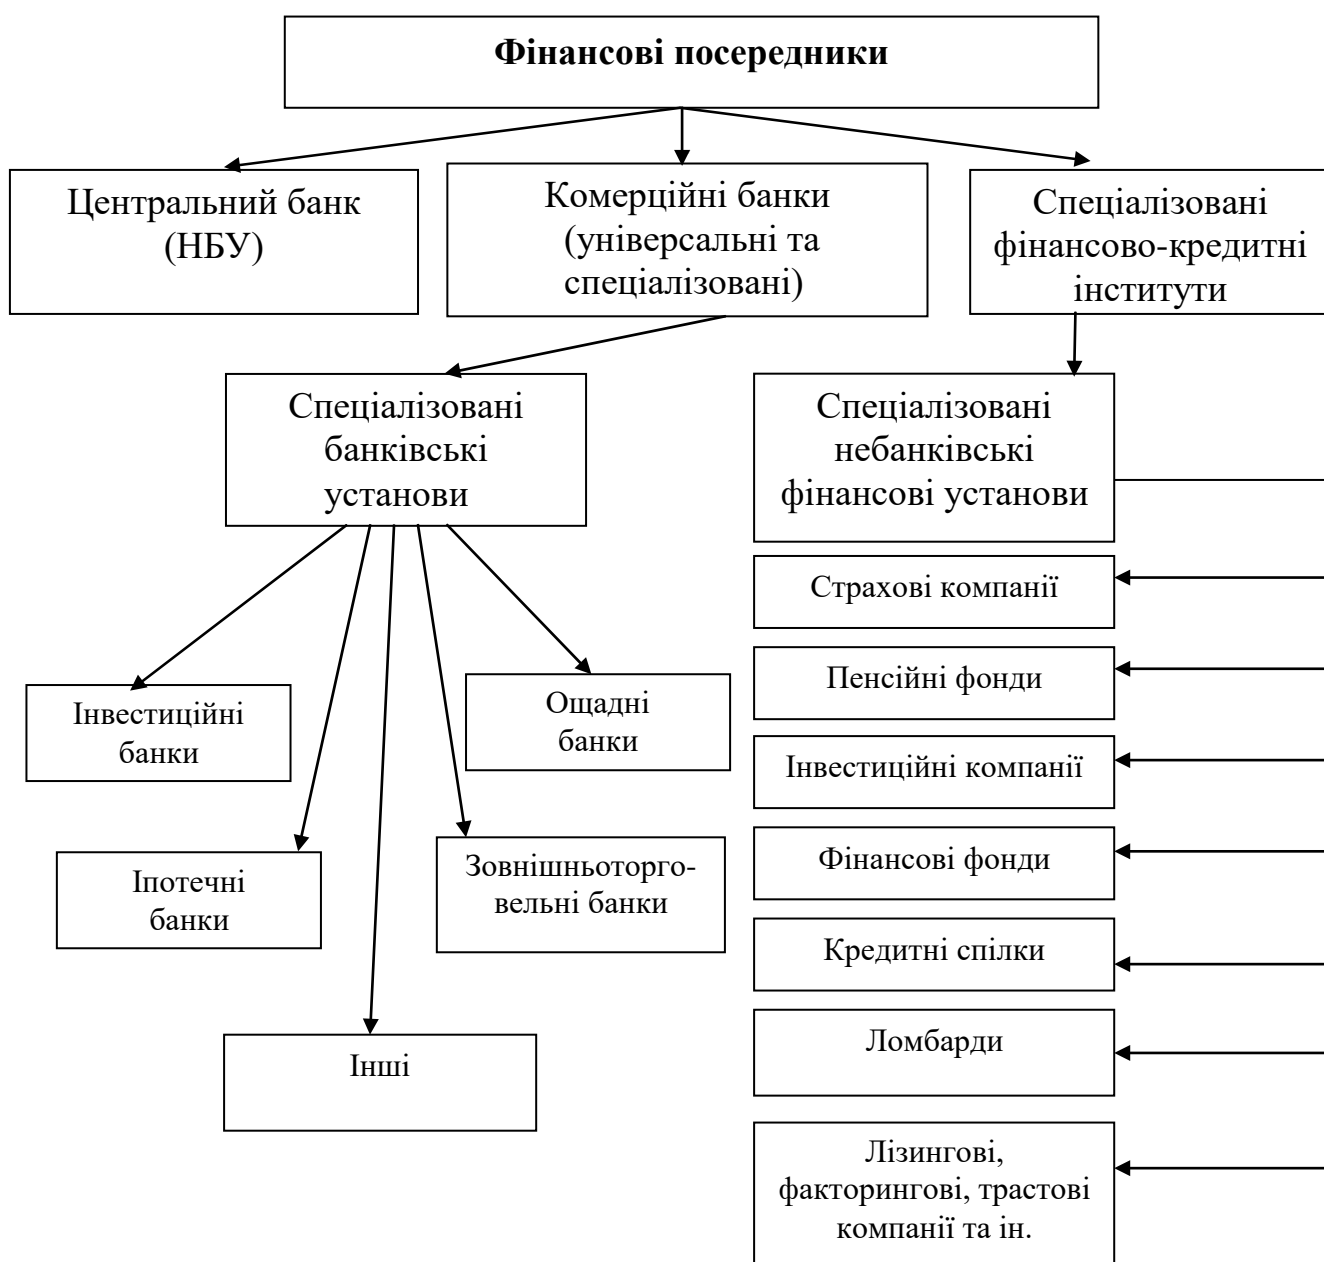 Фінансові посередники
Центральний банк
(НБУ)
Комерційні банки
(універсальні та
спеціалізовані)
Спеціалізовані
фінансово-кредитні
інститути
Спеціалізовані
банківські
установи
Спеціалізовані
небанківські
фінансові установи
Страхові компанії
Пенсійні фонди
Інвестиційні
банки
Ощадні
банки
Інвестиційні компанії
Фінансові фонди
Іпотечні
банки
Зовнішньоторго-
вельні банки
Кредитні спілки
Ломбарди
Інші
Лізингові,
факторингові, трастові
компанії та ін.